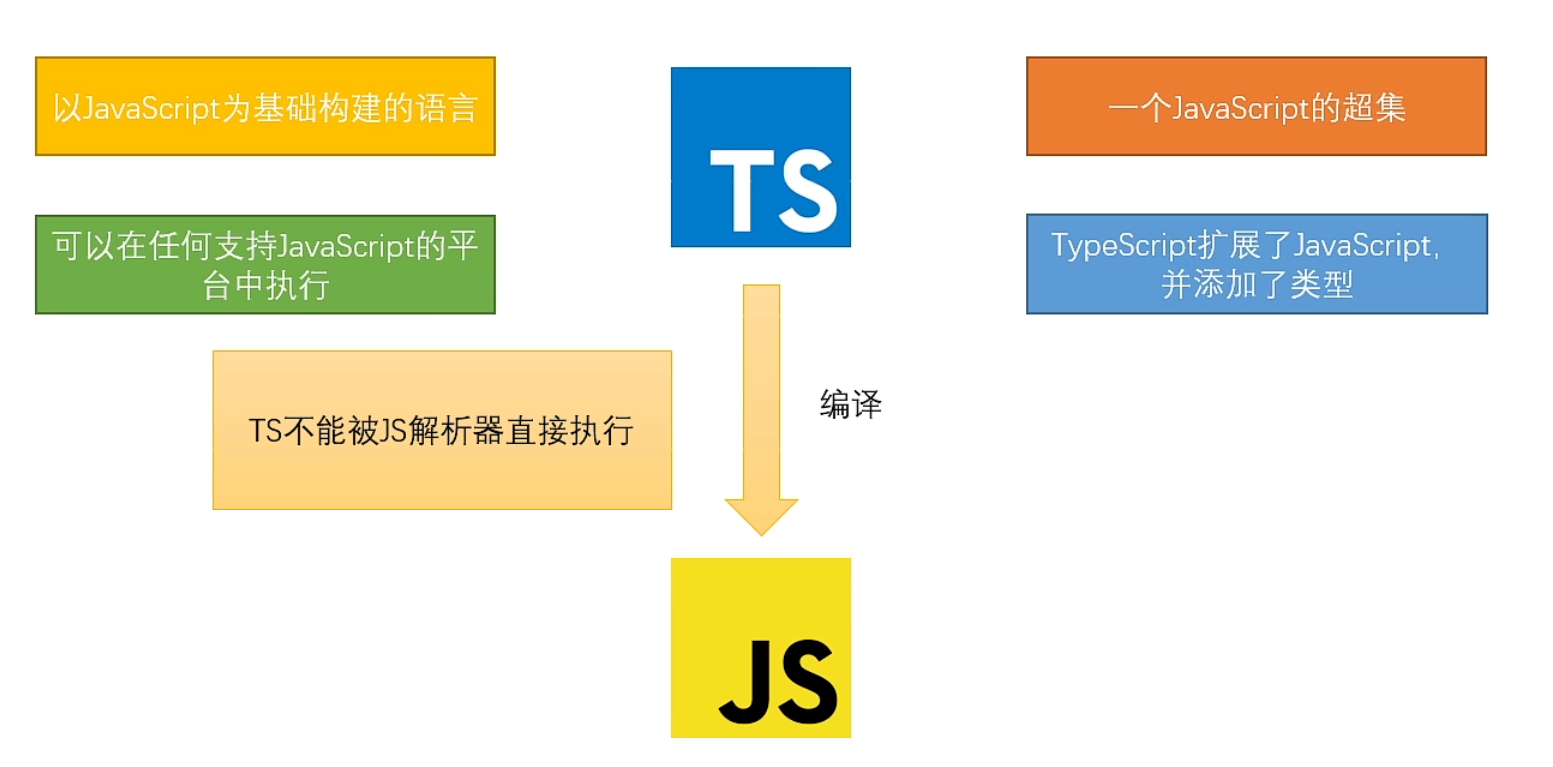 以JavaScript为基础构建的语言
TS
一个JavaScript的超集
可以在任何支持JavaScript的平
台中执行
TypeScript扩展了JavaScript,
并添加了类型
TS不能被JS解析器直接执行
编译
JS